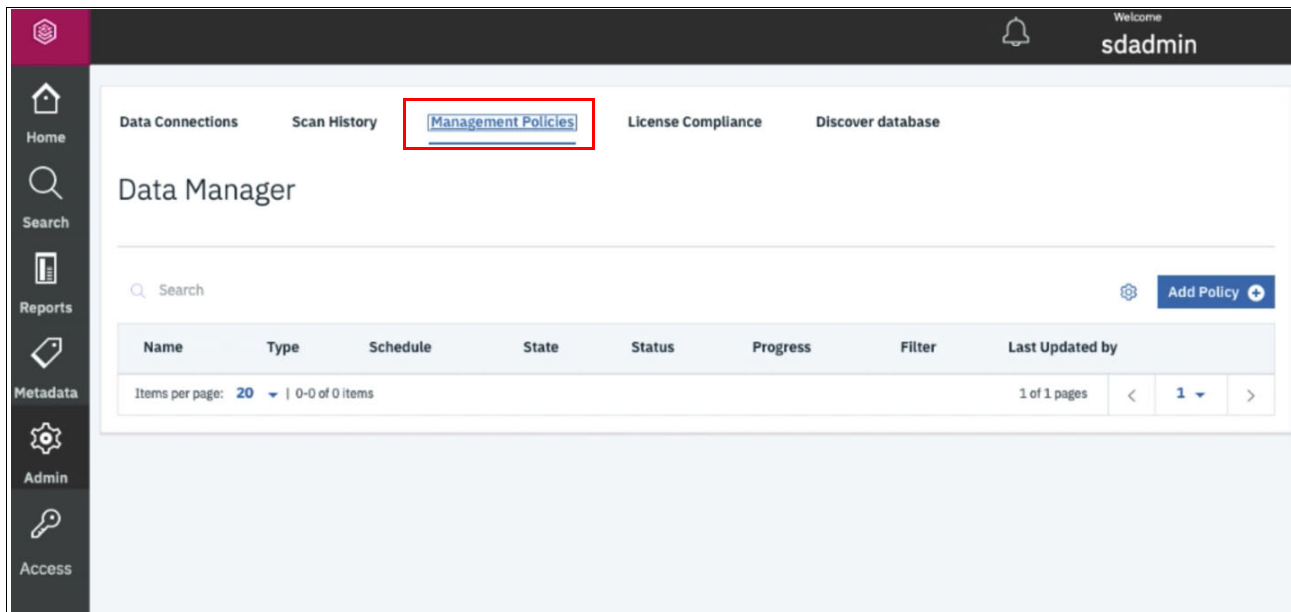 Welcome
sdadmin
Home
Search
Reports
Metadata
Admin
Access
Data Connections Scan History Management Policies License Compliance Discover database
Data Manager
Search
Add Policy
Name Type Schedule State Status Progress Filter Last Updated by
Items per page: 20 | 0-0 of 0 items 1 of 1 pages < 1 >